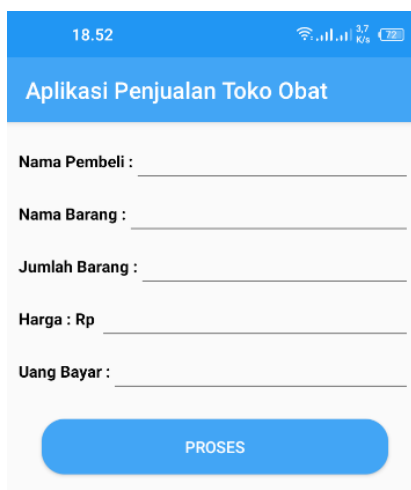 18.52 3,7 K/s 72
Aplikasi Penjualan Toko Obat
Nama Pembeli :
Nama Barang :
Jumlah Barang :
Harga : Rp
Uang Bayar :
PROSES